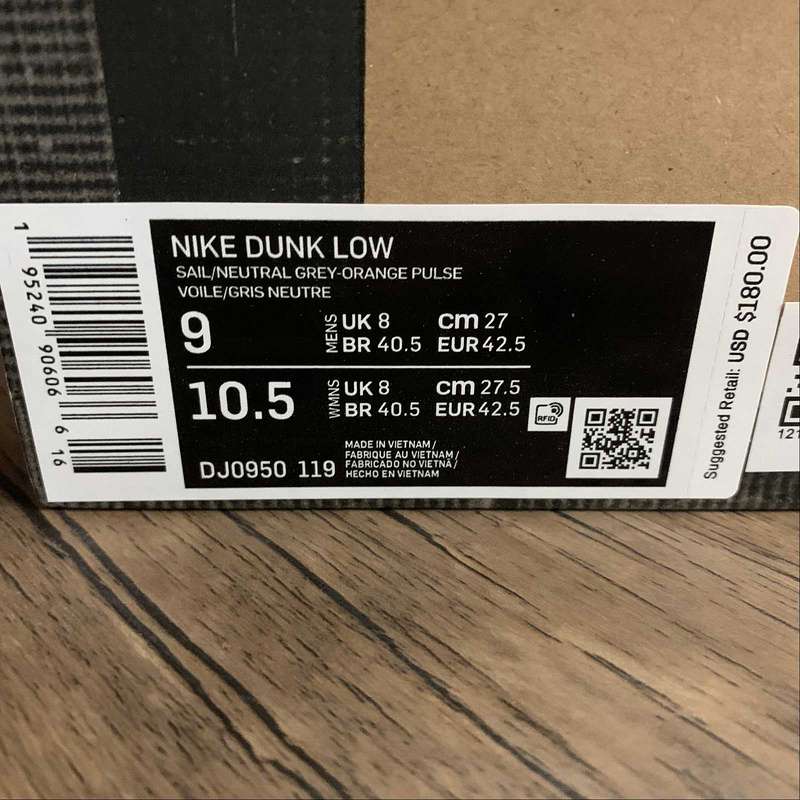 NIKE DUNK LOW
SAIL/NEUTRAL GREY-ORANGE PULSE
VOILE/GRIS NEUTRE
9 MENS UK 8 cm 27
BR 40.5 EUR 42.5
10.5 WMNS UK 8 cm 27.5
BR 40.5 EUR 42.5
RFID
DJ0950 119
MADE IN VIETNAM /
FABRIQUE AU VIETNAM /
FABRICADO NO VIETNÃ /
HECHO EN VIETNAM
1 95240 90606 6 16
Suggested Retail: USD $180.00
121